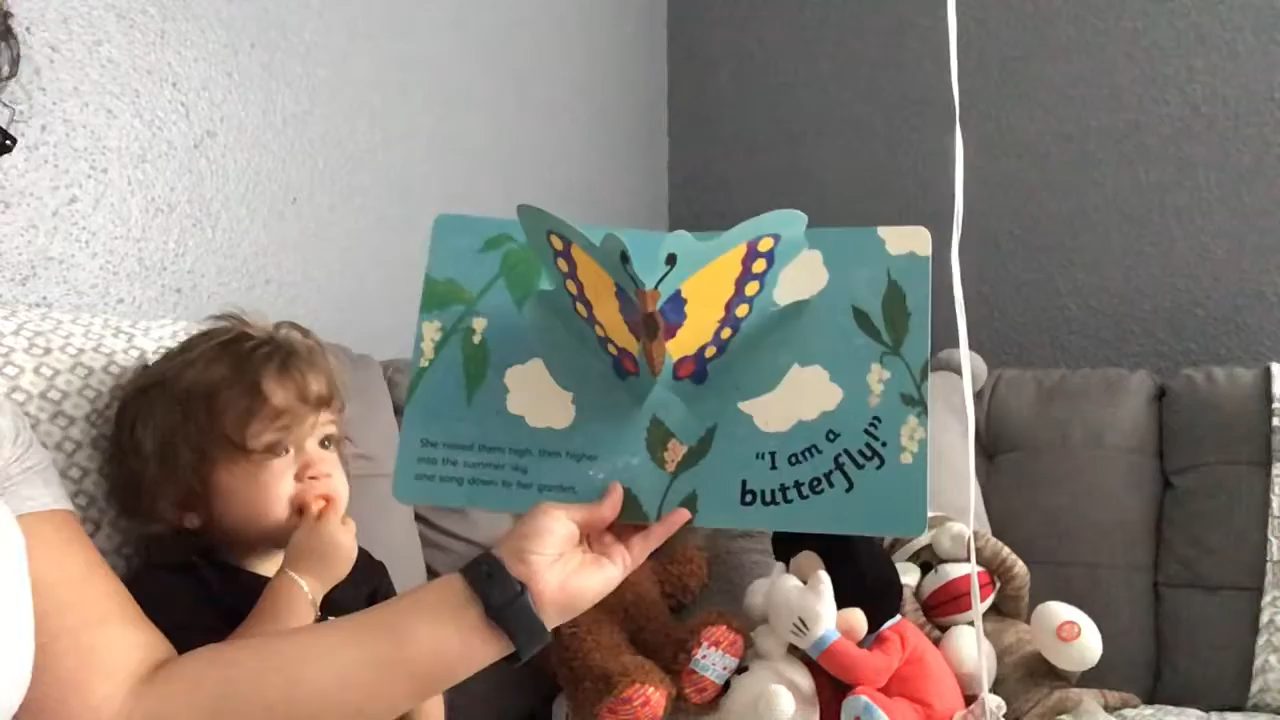 She raised them high, then higher
into the summer sky,
and sang down to her garden,
"I am a
butterfly!"